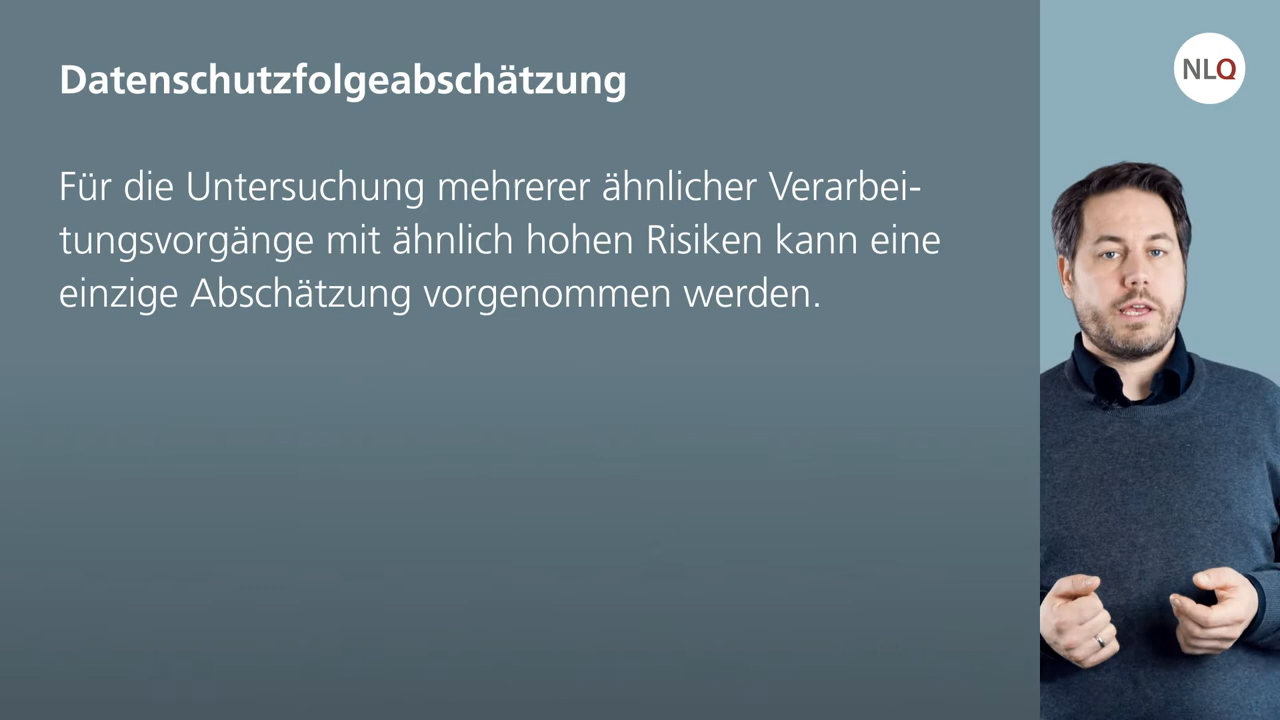 Datenschutzfolgeabschätzung
NLQ
Für die Untersuchung mehrerer ähnlicher Verarbei-
tungsvorgänge mit ähnlich hohen Risiken kann eine
einzige Abschätzung vorgenommen werden.